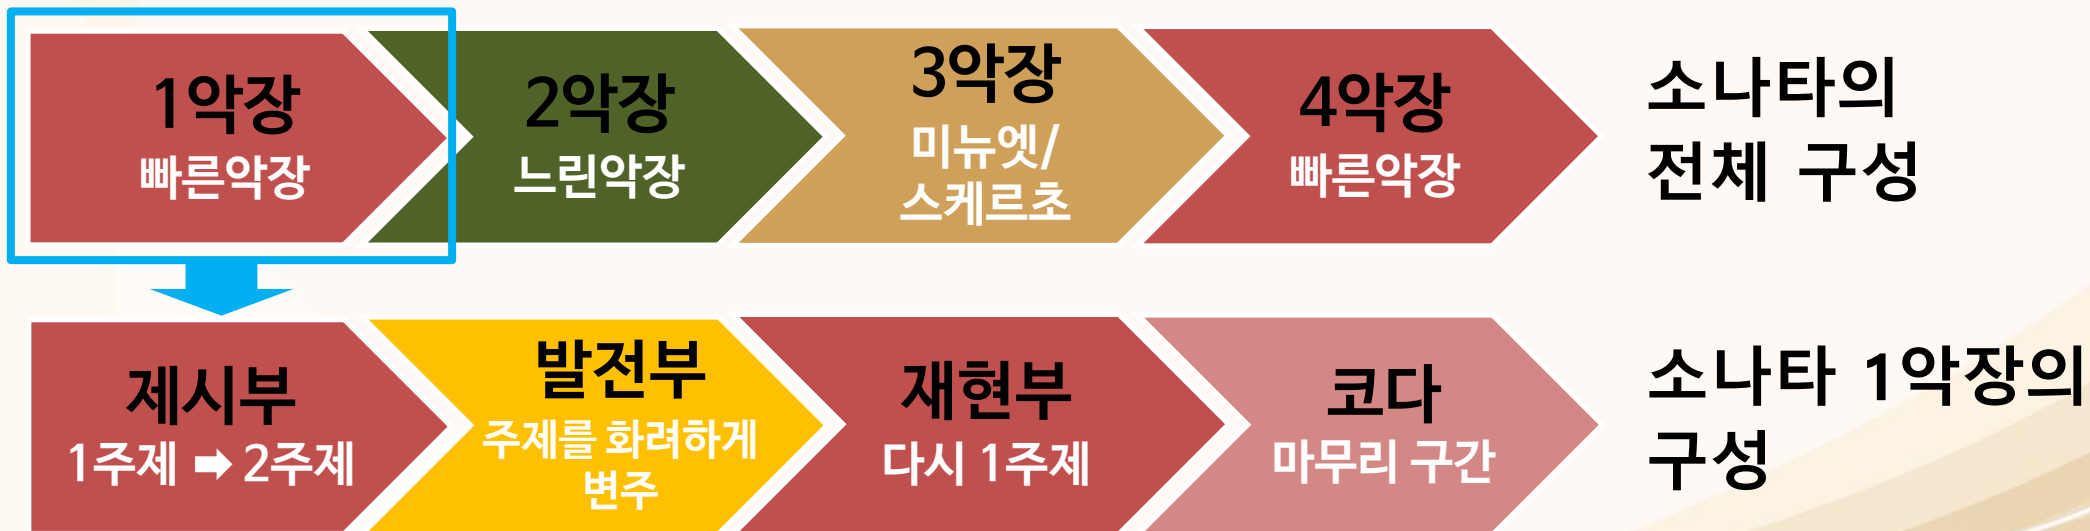 1악장
빠른악장
2악장
느린악장
3악장
미뉴엣/
스케르초
4악장
빠른악장
소나타의
전체 구성
제시부
1주제 ➡ 2주제
발전부
주제를 화려하게
변주
재현부
다시 1주제
코다
마무리 구간
소나타 1악장의
구성